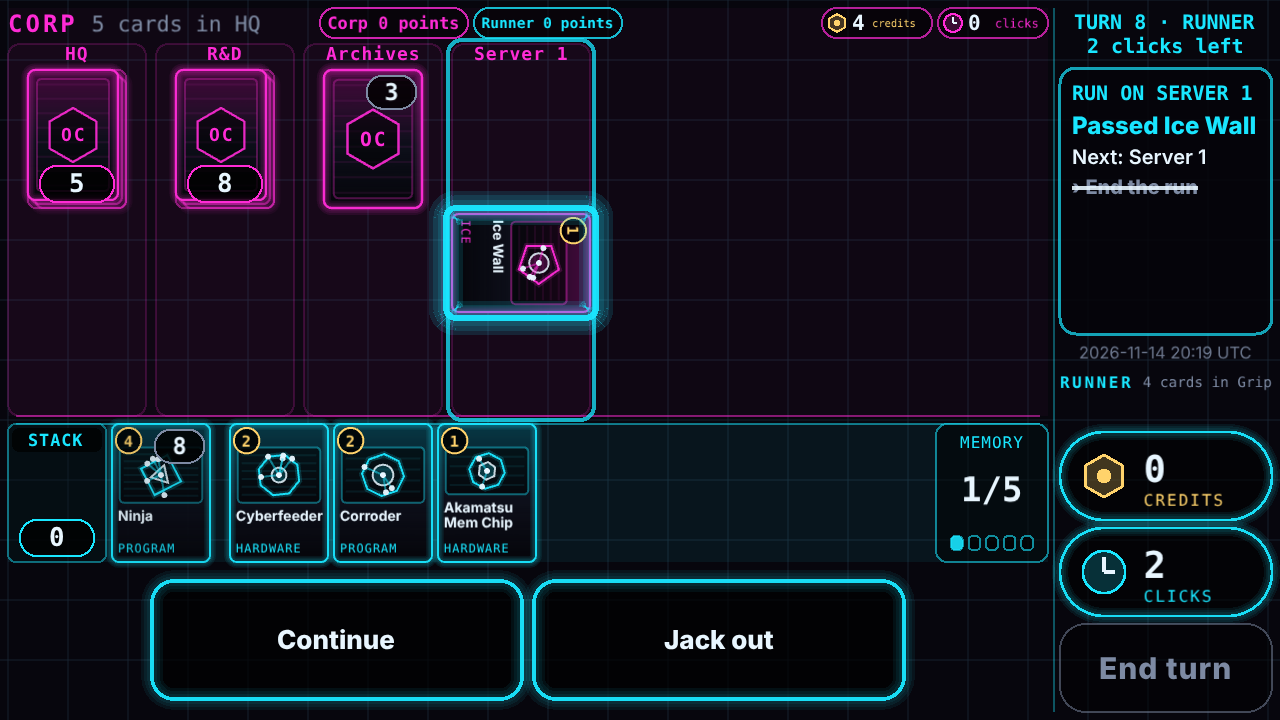 CORP 5 cards in HQ
Corp 0 points
Runner 0 points
4 credits
0 clicks
TURN 8 · RUNNER
2 clicks left
HQ
R&D
Archives
Server 1
OC
5
OC
8
3
OC
ICE
Ice Wall
1
RUN ON SERVER 1
Passed Ice Wall
Next: Server 1
End the run
2026-11-14 20:19 UTC
RUNNER 4 cards in Grip
STACK
0
4
8
Ninja
PROGRAM
2
Cyberfeeder
HARDWARE
2
Corroder
PROGRAM
1
Akamatsu
Mem Chip
HARDWARE
MEMORY
1/5
0
CREDITS
2
CLICKS
Continue
Jack out
End turn